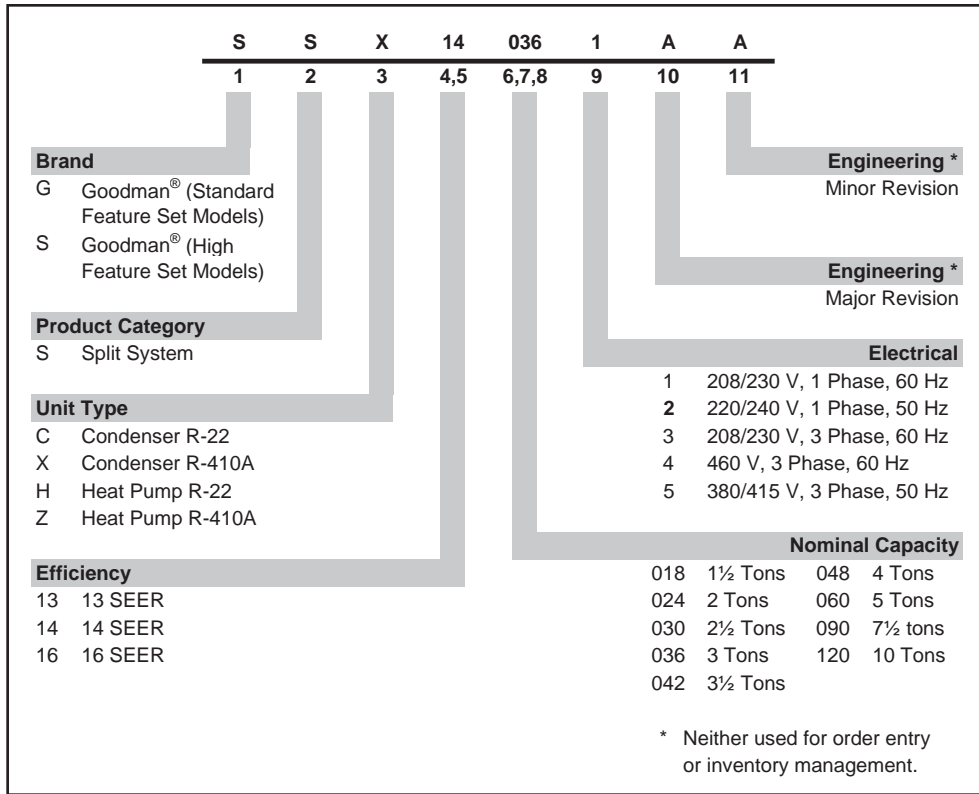 S S X 14 036 1 A A
1 2 3 4,5 6,7,8 9 10 11
Brand
G Goodman® (Standard
Feature Set Models)
S Goodman® (High
Feature Set Models)
Product Category
S Split System
Unit Type
C Condenser R-22
X Condenser R-410A
H Heat Pump R-22
Z Heat Pump R-410A
Efficiency
13 13 SEER
14 14 SEER
16 16 SEER
Engineering *
Minor Revision
Engineering *
Major Revision
Electrical
1 208/230 V, 1 Phase, 60 Hz
2 220/240 V, 1 Phase, 50 Hz
3 208/230 V, 3 Phase, 60 Hz
4 460 V, 3 Phase, 60 Hz
5 380/415 V, 3 Phase, 50 Hz
Nominal Capacity
018 1½ Tons 048 4 Tons
024 2 Tons 060 5 Tons
030 2½ Tons 090 7½ tons
036 3 Tons 120 10 Tons
042 3½ Tons
* Neither used for order entry
or inventory management.